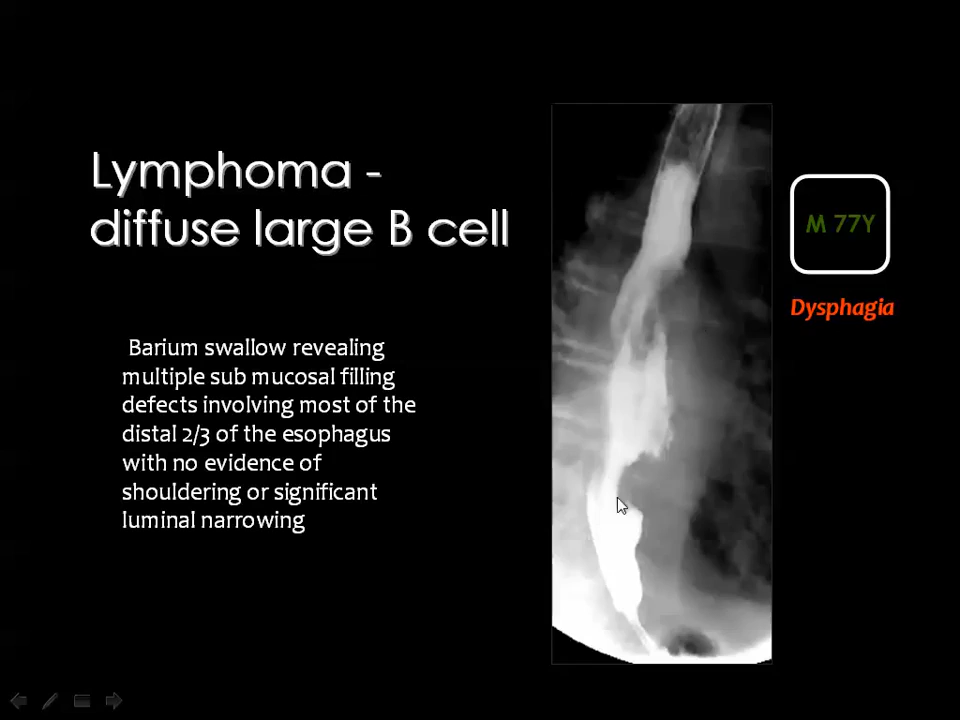 Lymphoma -
diffuse large B cell
M 77Y
Dysphagia
Barium swallow revealing
multiple sub mucosal filling
defects involving most of the
distal 2/3 of the esophagus
with no evidence of
shouldering or significant
luminal narrowing